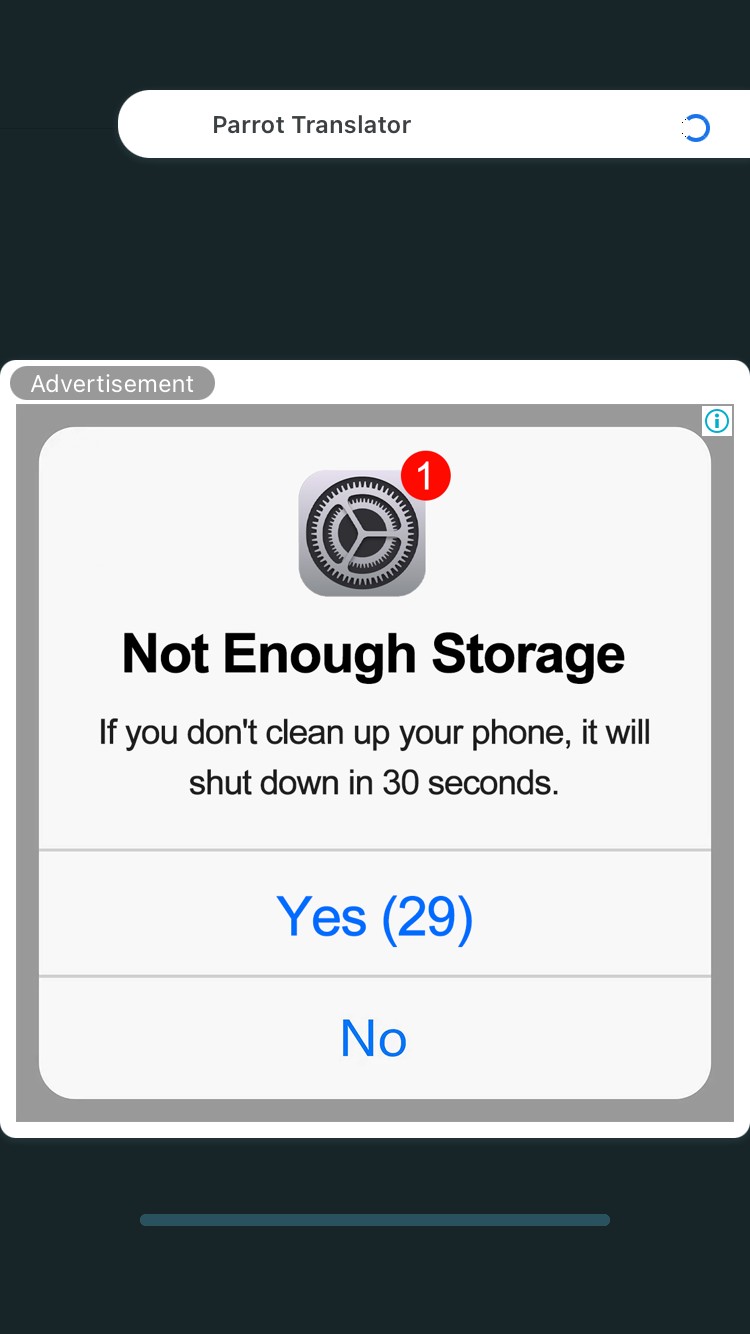 Parrot Translator
Advertisement
1
Not Enough Storage
If you don't clean up your phone, it will
shut down in 30 seconds.
Yes (29)
No